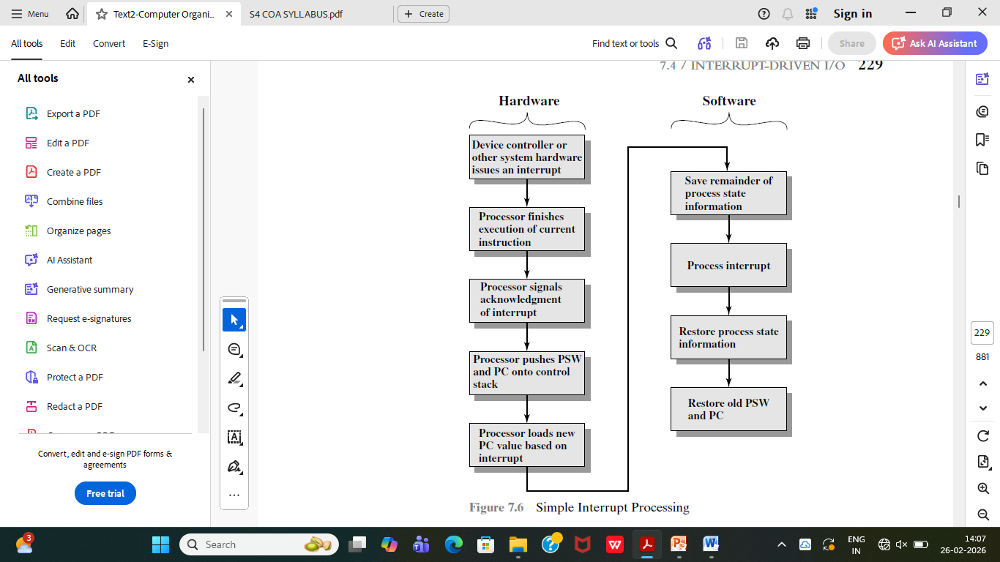 Menu
Text2-Computer Organi...
S4 COA SYLLABUS.pdf
Create
Sign in
All tools
Edit
Convert
E-Sign
Find text or tools
Share
Ask AI Assistant
All tools
Export a PDF
Edit a PDF
Create a PDF
Combine files
Organize pages
AI Assistant
Generative summary
Request e-signatures
Scan & OCR
Protect a PDF
Redact a PDF
Convert, edit and e-sign PDF forms &
agreements
Free trial
7.4 / INTERRUPT-DRIVEN I/O 229
Hardware
Device controller or
other system hardware
issues an interrupt
Processor finishes
execution of current
instruction
Processor signals
acknowledgment
of interrupt
Processor pushes PSW
and PC onto control
stack
Processor loads new
PC value based on
interrupt
Software
Save remainder of
process state
information
Process interrupt
Restore process state
information
Restore old PSW
and PC
Figure 7.6 Simple Interrupt Processing
229
881
3
Search
ENG
IN
14:07
26-02-2026